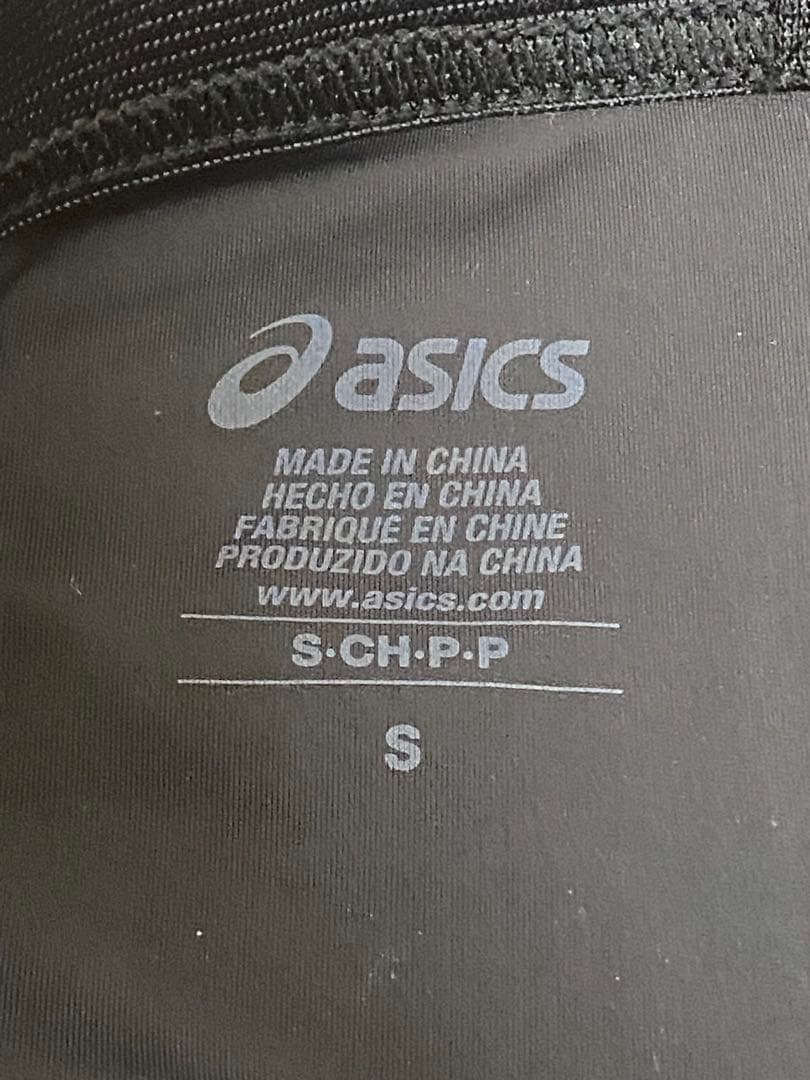 asics
MADE IN CHINA
HECHO EN CHINA
FABRIQUÉ EN CHINE
PRODUZIDO NA CHINA
www.asics.com
S·CH·P·P
S